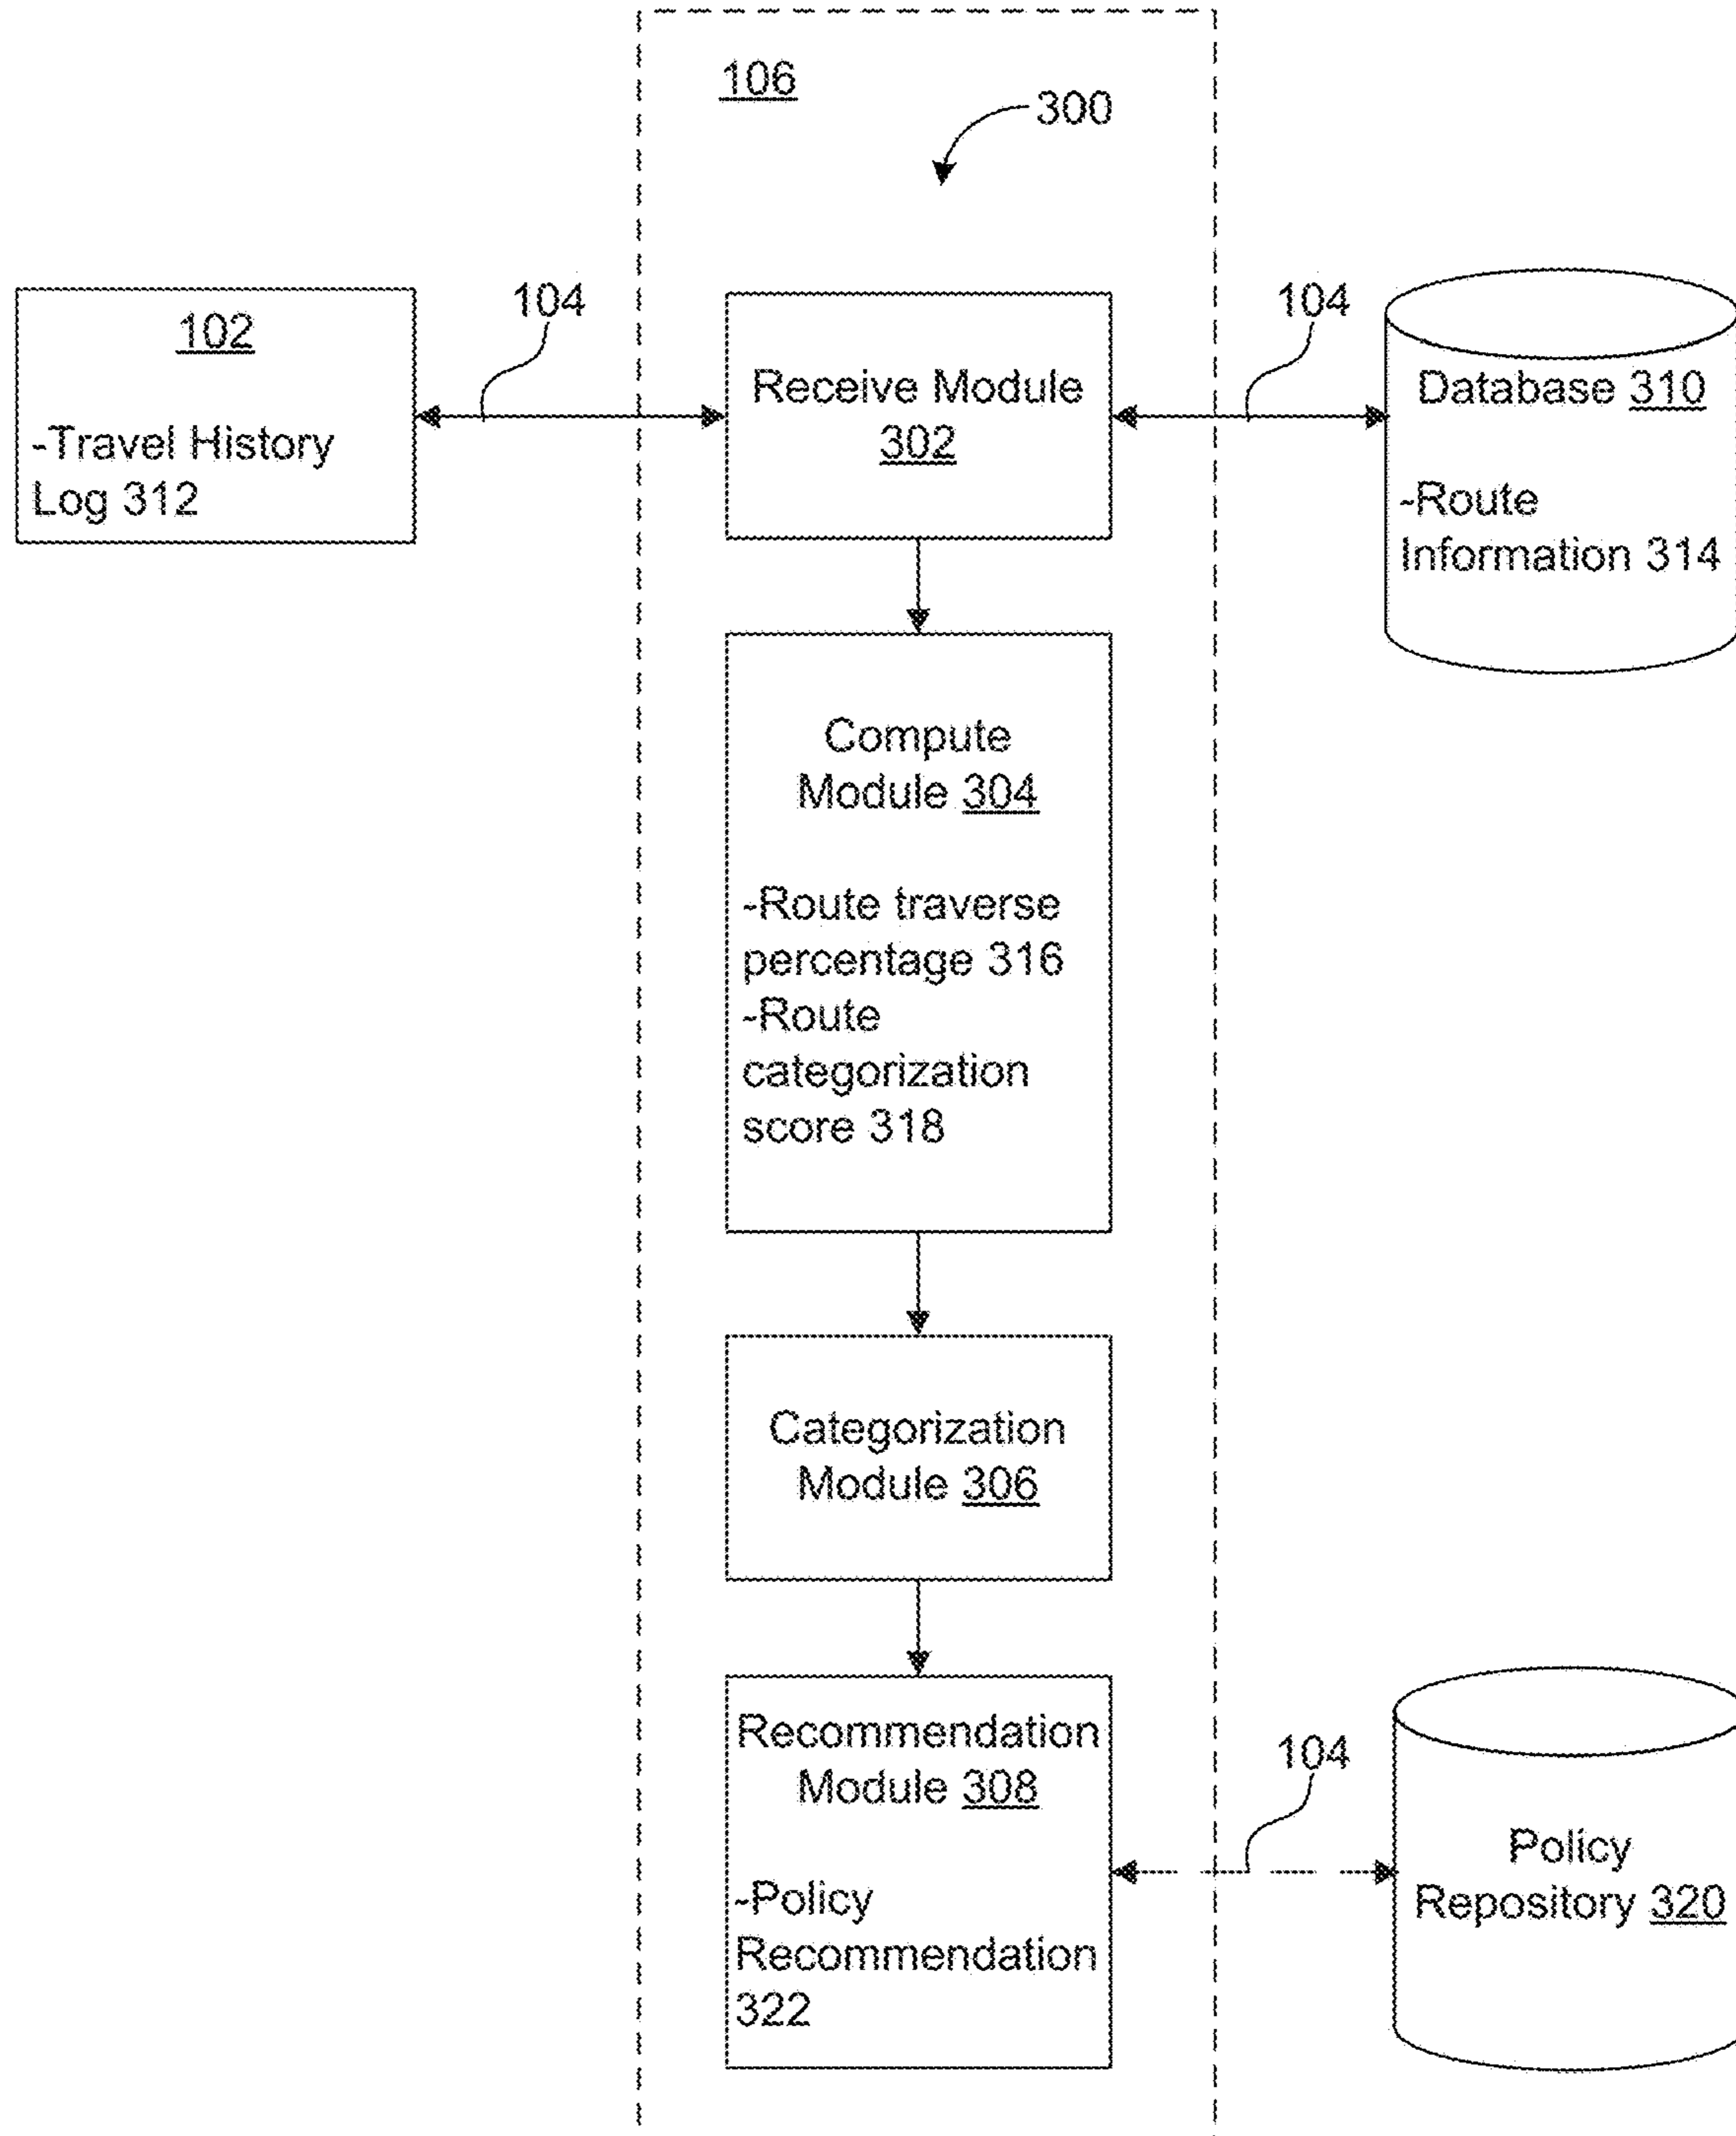 106
300
102
-Travel History
Log 312
104
Receive Module
302
104
Database 310
-Route
Information 314
Compute
Module 304
-Route traverse
percentage 316
-Route
categorization
score 318
Categorization
Module 306
Recommendation
Module 308
-Policy
Recommendation
322
104
Policy
Repository 320